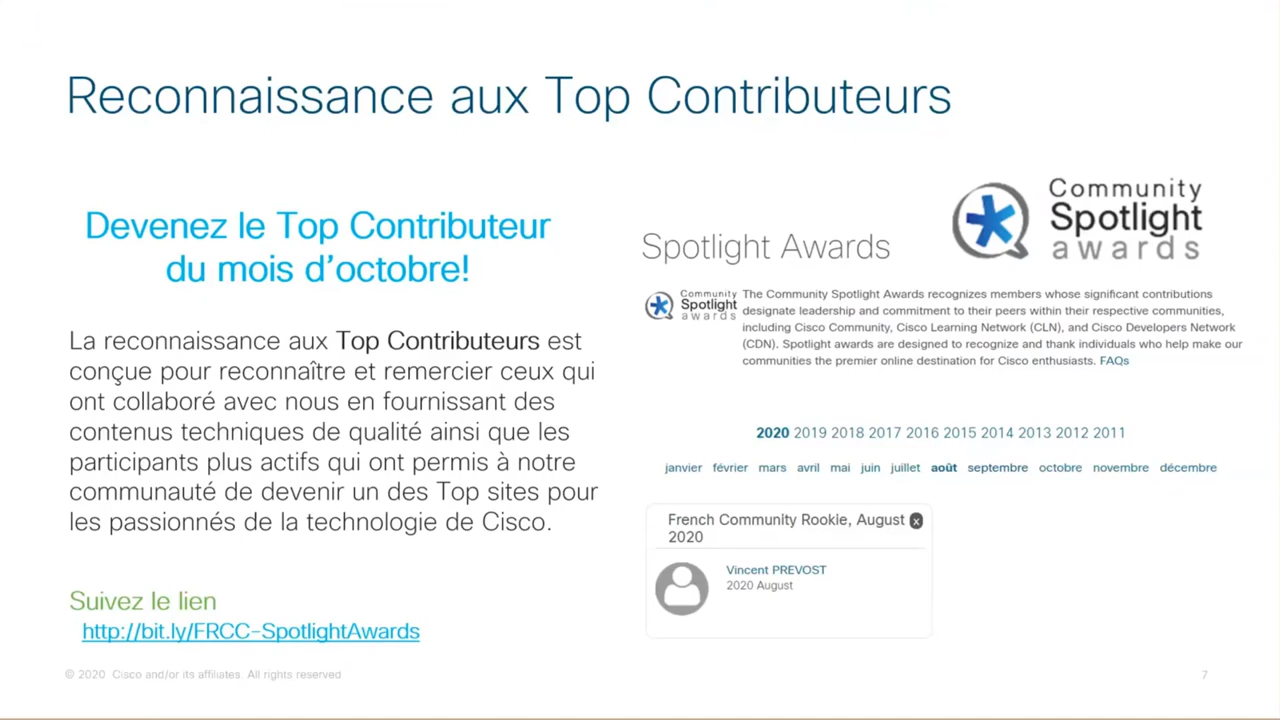 Reconnaissance aux Top Contributeurs
Devenez le Top Contributeur
du mois d'octobre!
La reconnaissance aux Top Contributeurs est
conçue pour reconnaître et remercier ceux qui
ont collaboré avec nous en fournissant des
contenus techniques de qualité ainsi que les
participants plus actifs qui ont permis à notre
communauté de devenir un des Top sites pour
les passionnés de la technologie de Cisco.
Suivez le lien
http://bit.ly/FRCC-SpotlightAwards
Community
Spotlight
awards
Spotlight Awards
Community
Spotlight
awards
The Community Spotlight Awards recognizes members whose significant contributions
designate leadership and commitment to their peers within their respective communities,
including Cisco Community, Cisco Learning Network (CLN), and Cisco Developers Network
(CDN). Spotlight awards are designed to recognize and thank individuals who help make our
communities the premier online destination for Cisco enthusiasts. FAQs
2020 2019 2018 2017 2016 2015 2014 2013 2012 2011
janvier février mars avril mai juin juillet août septembre octobre novembre décembre
French Community Rookie, August x
2020
Vincent PREVOST
2020 August
© 2020 Cisco and/or its affiliates. All rights reserved
7